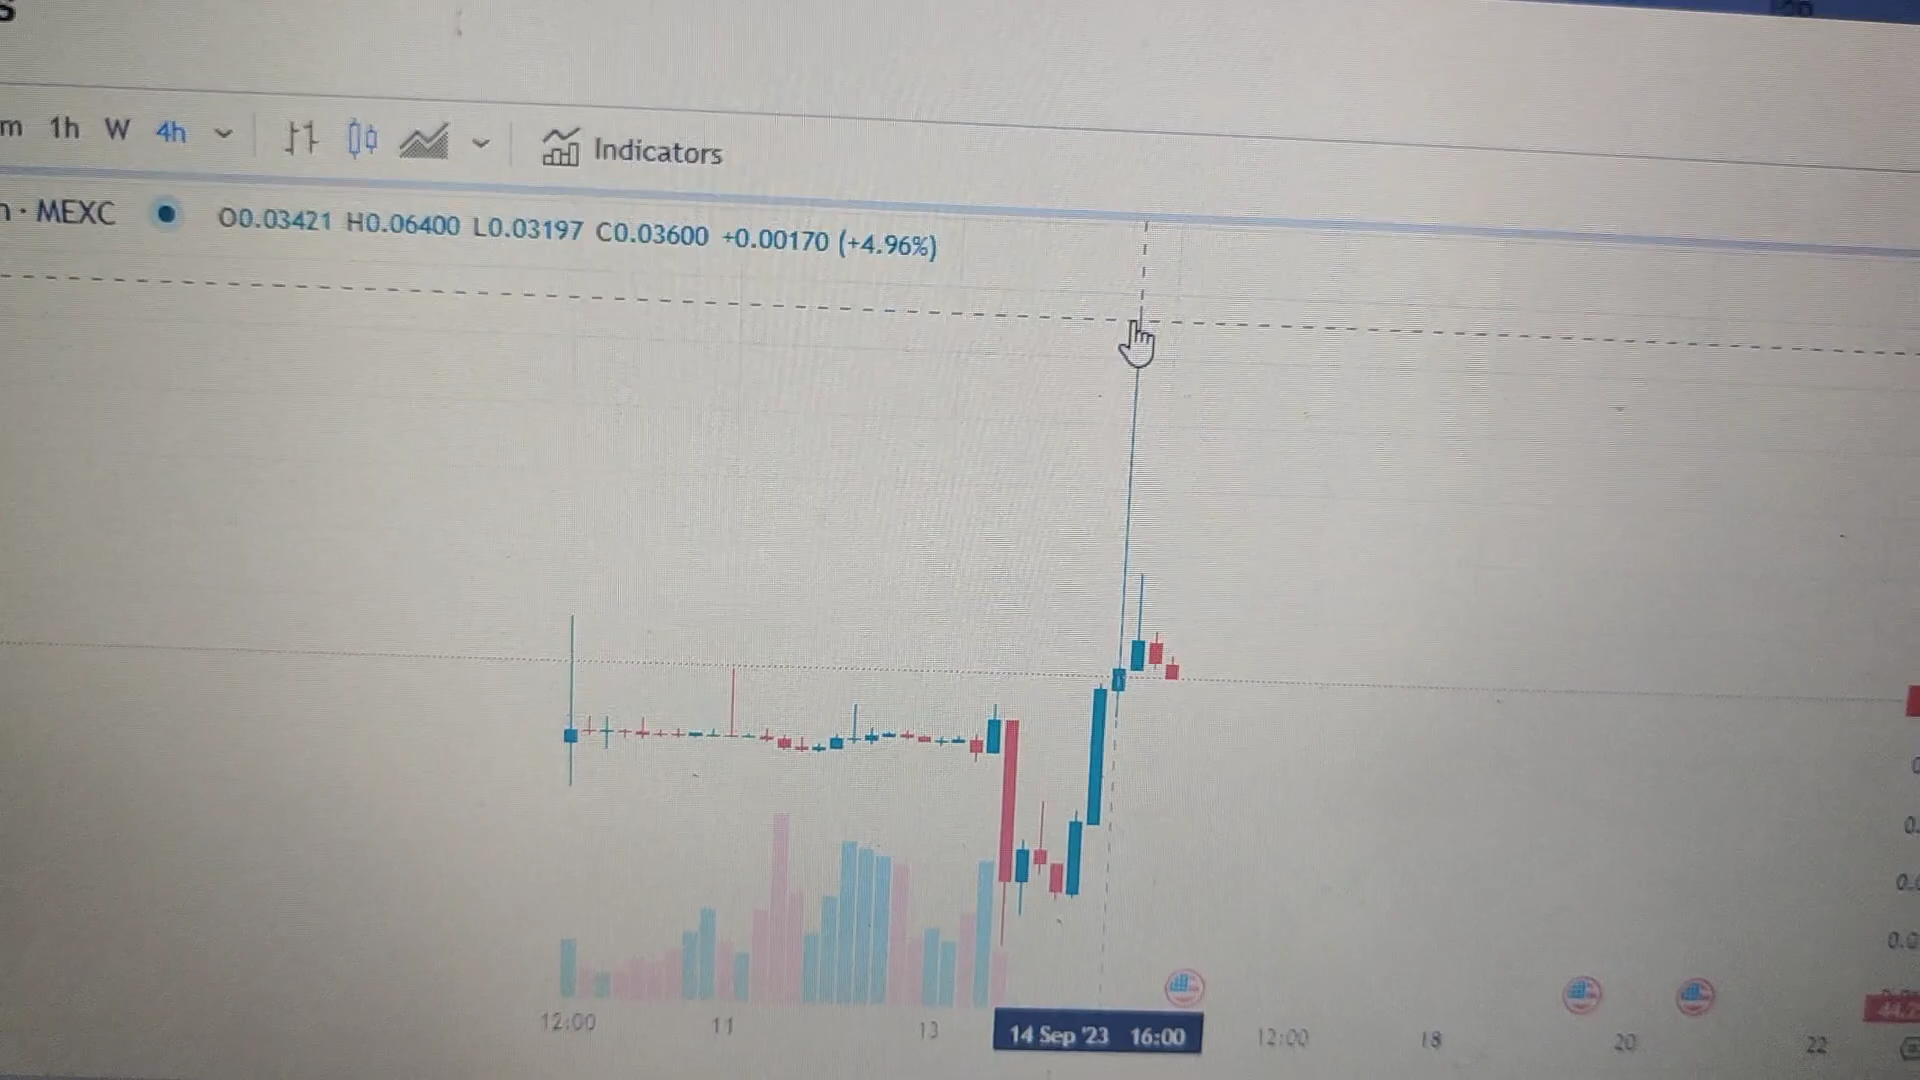 m 1h W 4h Indicators
· MEXC O0.03421 H0.06400 L0.03197 C0.03600 +0.00170 (+4.96%)
12:00 11 13 14 Sep '23 16:00 12:00 18 20 22